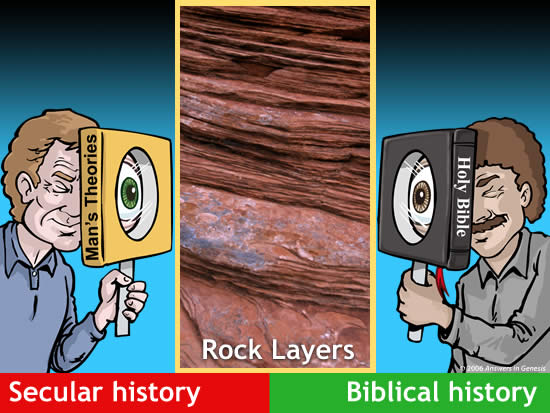 Man's Theories
Holy Bible
Rock Layers
© 2006 Answers in Genesis
Secular history
Biblical history